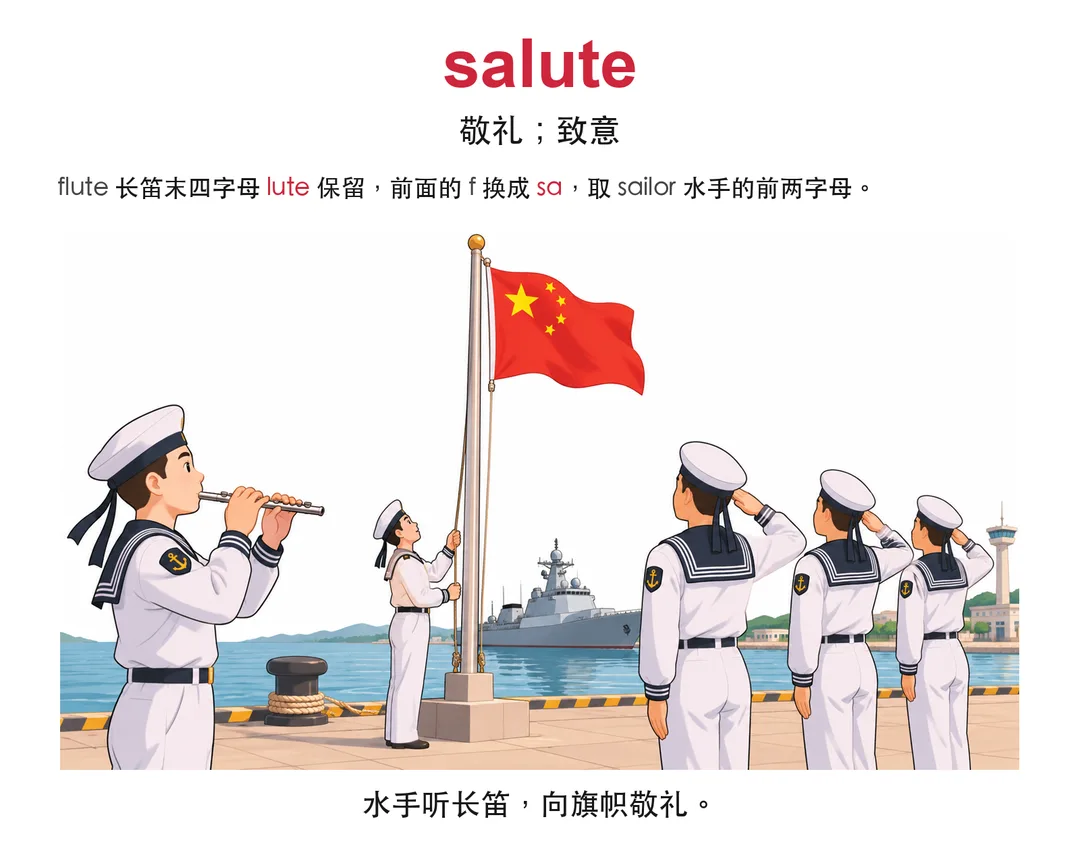 salute
敬礼；致意
flute 长笛末四字母 lute 保留，前面的 f 换成 sa，取 sailor 水手的前两字母。
水手听长笛，向旗帜敬礼。